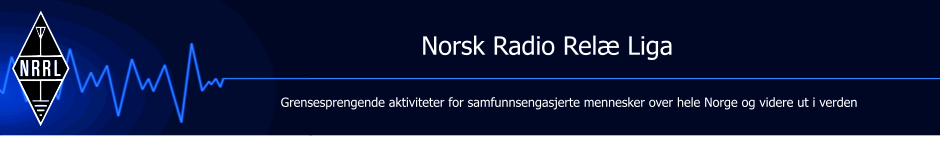 NRRL
Norsk Radio Relæ Liga
Grensesprengende aktiviteter for samfunnsengasjerte mennesker over hele Norge og videre ut i verden